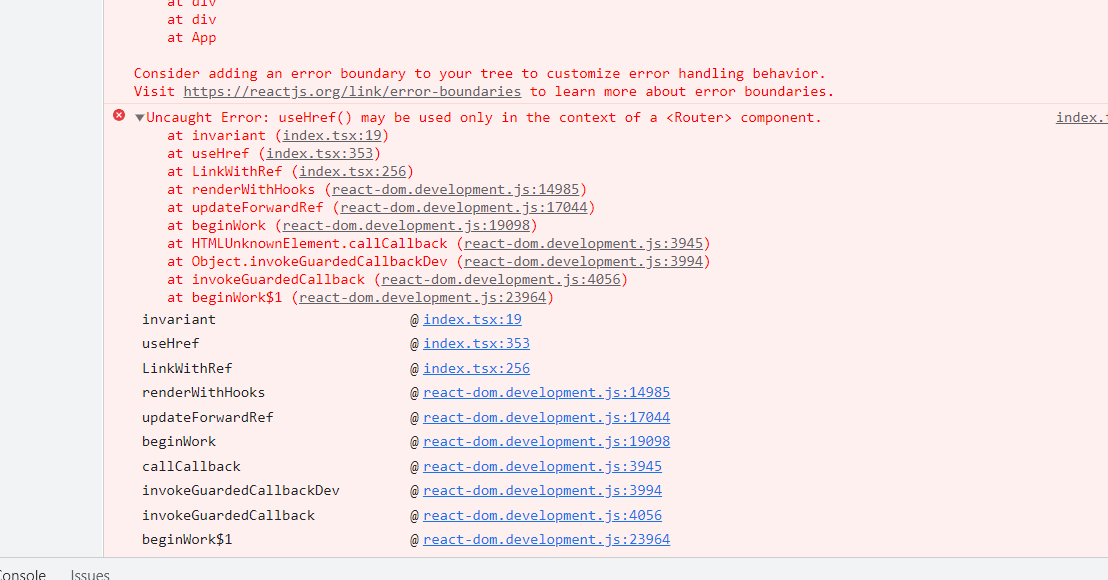 at div
at div
at App
Consider adding an error boundary to your tree to customize error handling behavior.
Visit https://reactjs.org/link/error-boundaries to learn more about error boundaries.
▼Uncaught Error: useHref() may be used only in the context of a <Router> component. index.
at invariant (index.tsx:19)
at useHref (index.tsx:353)
at LinkWithRef (index.tsx:256)
at renderWithHooks (react-dom.development.js:14985)
at updateForwardRef (react-dom.development.js:17044)
at beginWork (react-dom.development.js:19098)
at HTMLUnknownElement.callCallback (react-dom.development.js:3945)
at Object.invokeGuardedCallbackDev (react-dom.development.js:3994)
at invokeGuardedCallback (react-dom.development.js:4056)
at beginWork$1 (react-dom.development.js:23964)
invariant @ index.tsx:19
useHref @ index.tsx:353
LinkWithRef @ index.tsx:256
renderWithHooks @ react-dom.development.js:14985
updateForwardRef @ react-dom.development.js:17044
beginWork @ react-dom.development.js:19098
callCallback @ react-dom.development.js:3945
invokeGuardedCallbackDev @ react-dom.development.js:3994
invokeGuardedCallback @ react-dom.development.js:4056
beginWork$1 @ react-dom.development.js:23964
Console Issues